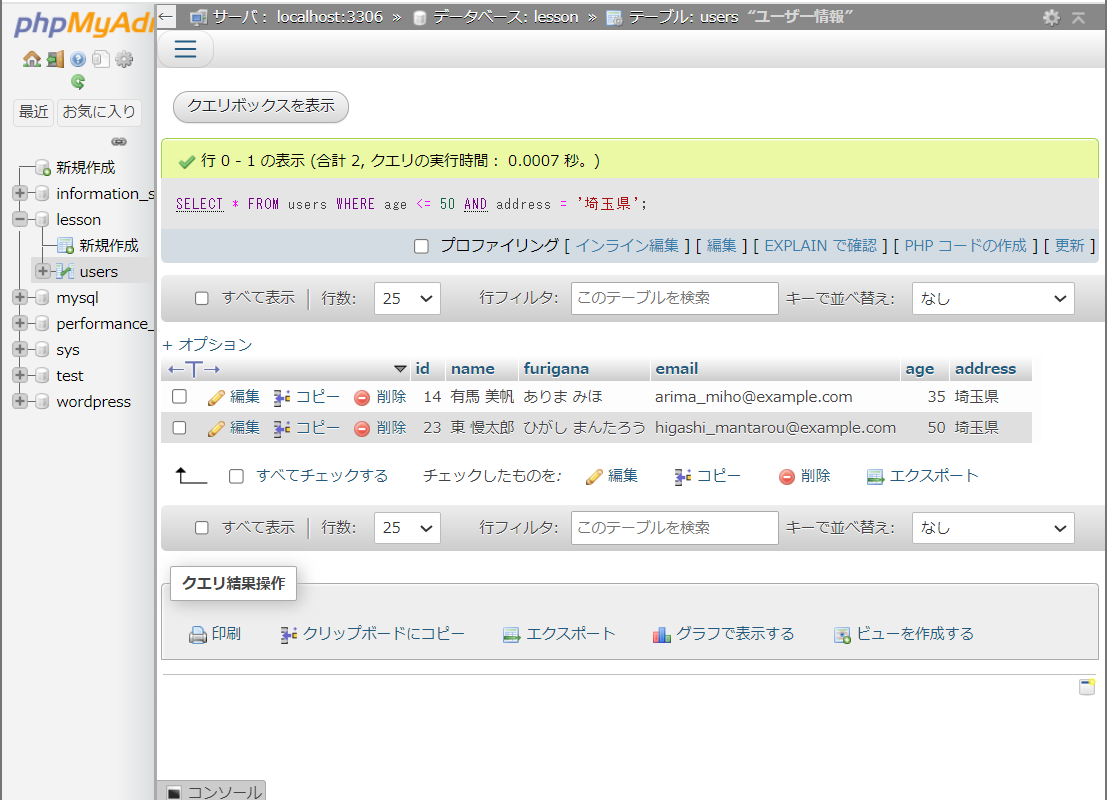 phpMyAd
最近 お気に入り
新規作成
information_s
lesson
新規作成
users
mysql
performance_
sys
test
wordpress
← サーバ： localhost:3306 » データベース: lesson » テーブル: users “ユーザー情報”
クエリボックスを表示
行 0 - 1 の表示 (合計 2, クエリの実行時間： 0.0007 秒。)
SELECT * FROM users WHERE age <= 50 AND address = '埼玉県';
プロファイリング [ インライン編集 ] [ 編集 ] [ EXPLAIN で確認 ] [ PHP コードの作成 ] [ 更新 ]
すべて表示 | 行数: 25 行フィルタ: このテーブルを検索 キーで並べ替え: なし
+ オプション
←T→ id name furigana email age address
編集 コピー 削除 14 有馬 美帆 ありま みほ arima_miho@example.com 35 埼玉県
編集 コピー 削除 23 東 慢太郎 ひがし まんたろう higashi_mantarou@example.com 50 埼玉県
すべてチェックする チェックしたものを: 編集 コピー 削除 エクスポート
すべて表示 | 行数: 25 行フィルタ: このテーブルを検索 キーで並べ替え: なし
クエリ結果操作
印刷 クリップボードにコピー エクスポート グラフで表示する ビューを作成する
コンソール